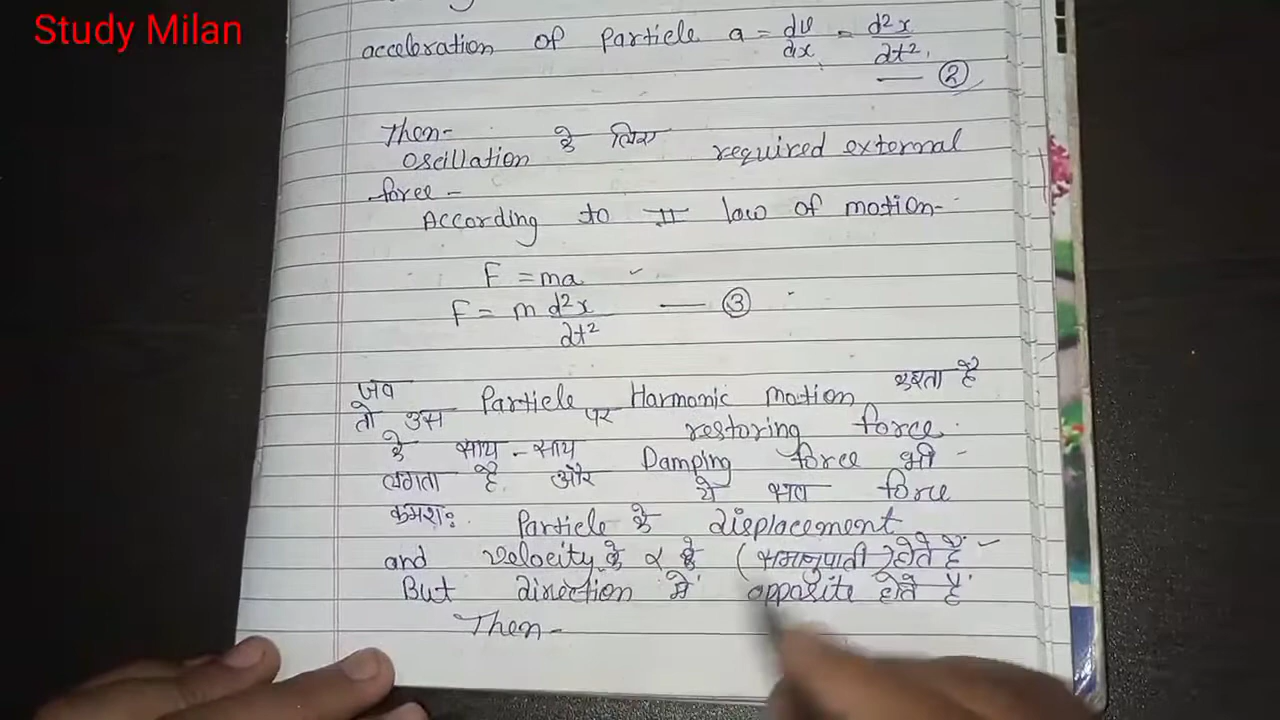 Study Milan
acceleration of Particle a = dv/dx = d²x/dt²,
— ②
Then-
oscillation के लिए required external
force -
According to II law of motion-
F = ma
F = m d²x/dt² — ③
जब Particle Harmonic motion करता है
तो उस पर restoring force
के साथ - साथ Damping force भी -
लगता है और ये सब force
क्रमशः Particle के displacement
and velocity के α के (समानुपाती होते हैं -
But direction में opposite होते हैं
Then -